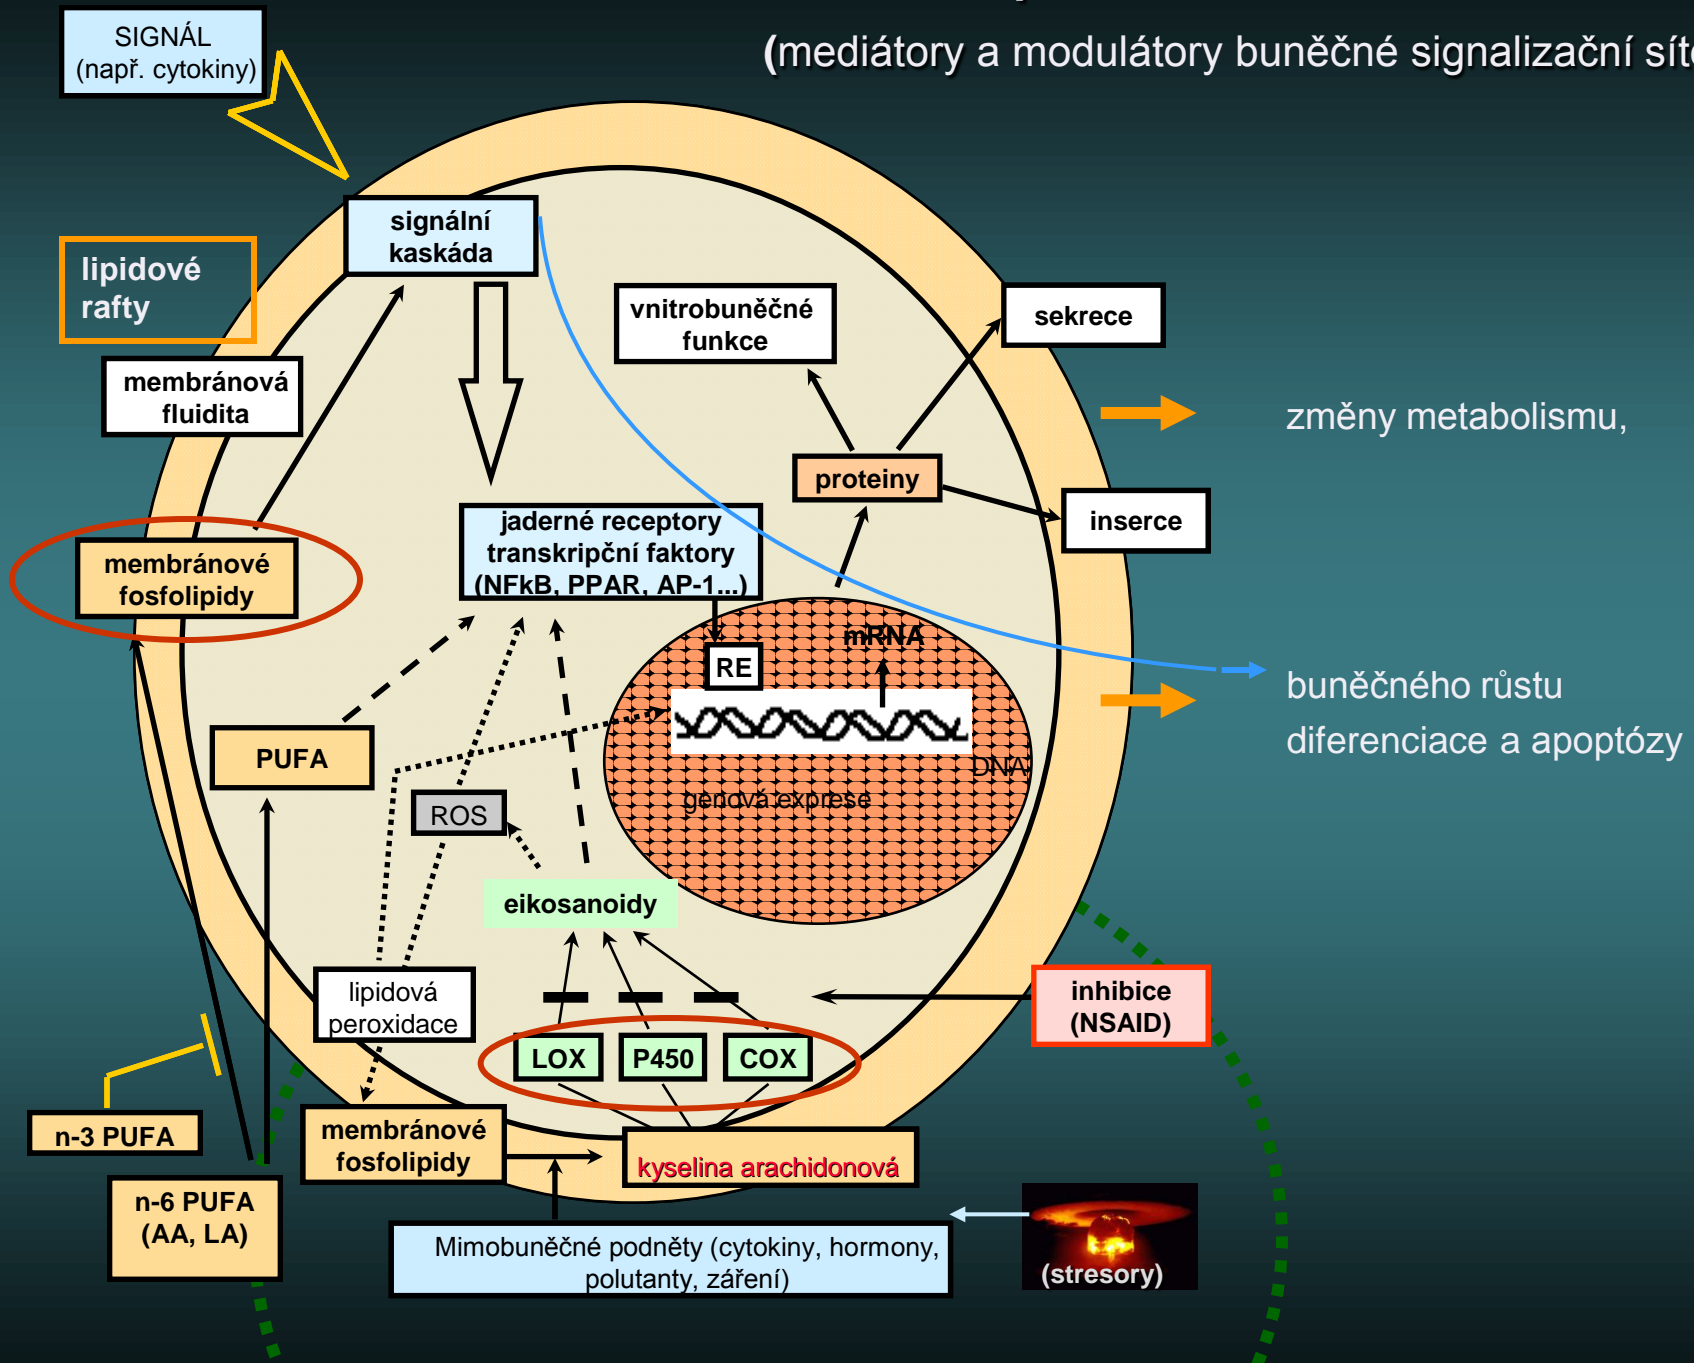 (mediátory a modulátory buněčné signalizační
SIGNÁL
(např. cytokiny)
signální
kaskáda
lipidové
rafty
vnitrobuněčné
funkce
sekrece
membránová
fluidita
změny metabolismu,
proteiny
inserce
jaderné receptory
transkripční faktory
(NFkB, PPAR, AP-1...)
membránové
fosfolipidy
mRNA
RE
buněčného růstu
diferenciace a apoptózy
PUFA
DNA
genová exprese
ROS
eikosanoidy
lipidová
peroxidace
inhibice
(NSAID)
LOX
P450
COX
n-3 PUFA
membránové
fosfolipidy
kyselina arachidonová
n-6 PUFA
(AA, LA)
Mimobuněčné podněty (cytokiny, hormony,
polutanty, záření)
(stresory)